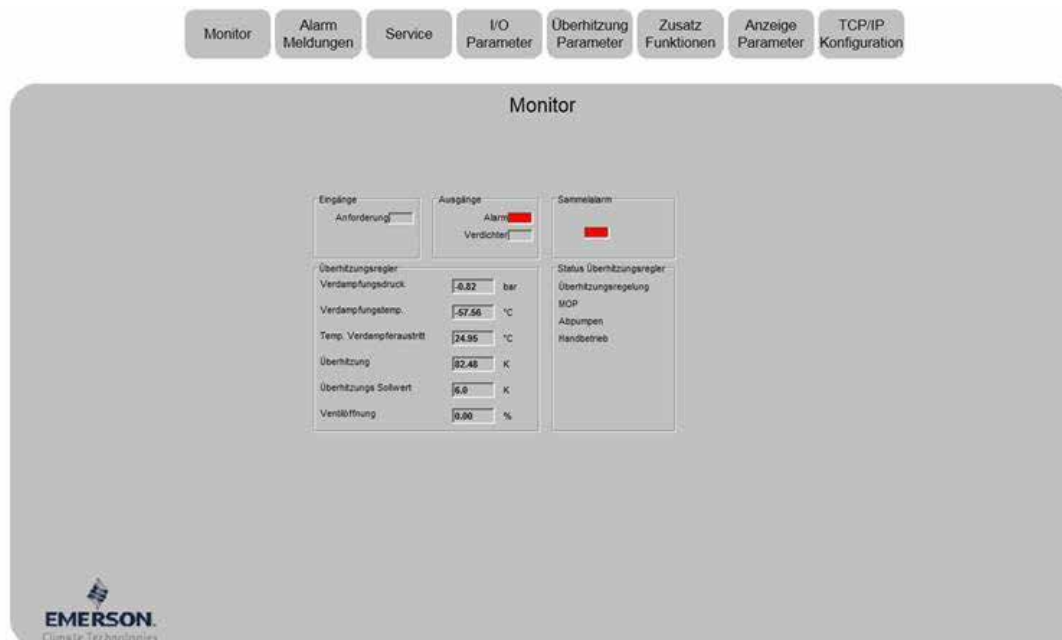 Monitor
Alarm
Meldungen
Service
I/O
Parameter
Überhitzung
Parameter
Zusatz
Funktionen
Anzeige
Parameter
TCP/IP
Konfiguration
Monitor
Eingänge
Anforderung
Ausgänge
Alarm
Verdichter
Sammelalarm
Überhitzungsregler
Verdampfungsdruck -0.82 bar
Verdampfungstemp. -57.56 °C
Temp. Verdampferaustritt 24.95 °C
Überhitzung 82.48 K
Überhitzungs Sollwert 6.0 K
Ventilöffnung 0.00 %
Status Überhitzungsregler
Überhitzungsregelung
MOP
Abpumpen
Handbetrieb
EMERSON.
Climate Technologies